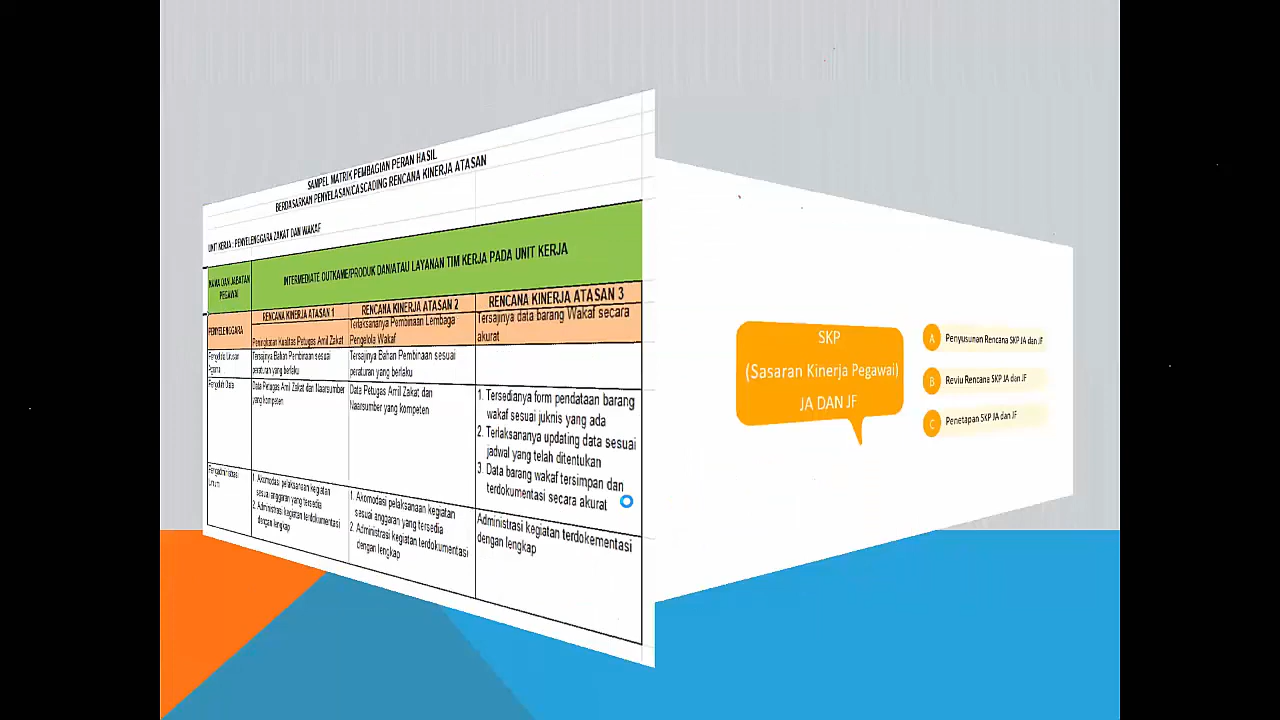 SAMPEL MATRIK PEMBAGIAN PERAN HASIL
BERDASARKAN PENYELASAN/CASCADING RENCANA KINERJA ATASAN
UNIT KERJA : PENYELENGGARA ZAKAT DAN WAKAF
NAMA DAN JABATAN
PEGAWAI
INTERMEDIATE OUTKAME/PRODUK DAN/ATAU LAYANAN TIM KERJA PADA UNIT KERJA
RENCANA KINERJA ATASAN 1
RENCANA KINERJA ATASAN 2
RENCANA KINERJA ATASAN 3
PENYELENGGARA
Peningkatan Kualitas Petugas Amil Zakat
Terlaksananya Pembinaan Lembaga
Pengelola Wakaf
Tersajinya data barang Wakaf secara
akurat
Pengolah Urusan
Agama
Tersajinya Bahan Pembinaan sesuai
peraturan yang berlaku
Tersajinya Bahan Pembinaan sesuai
peraturan yang berlaku
Pengolah Data
Data Petugas Amil Zakat dan Naarsumber
yang kompeten
Data Petugas Amil Zakat dan
Naarsumber yang kompeten
1. Tersedianya form pendataan barang
wakaf sesuai juknis yang ada
2. Terlaksananya updating data sesuai
jadwal yang telah ditentukan
3. Data barang wakaf tersimpan dan
terdokumentasi secara akurat
Pengadministrasi
Umum
1. Akomodasi pelaksanaan kegiatan
sesuai anggaran yang tersedia
2. Administrasi kegiatan terdokumentasi
dengan lengkap
1. Akomodasi pelaksanaan kegiatan
sesuai anggaran yang tersedia
2. Administrasi kegiatan terdokumentasi
dengan lengkap
Administrasi kegiatan terdokementasi
dengan lengkap
SKP
(Sasaran Kinerja Pegawai)
JA DAN JF
A Penyusunan Rencana SKP JA dan JF
B Reviu Rencana SKP JA dan JF
C Penetapan SKP JA dan JF